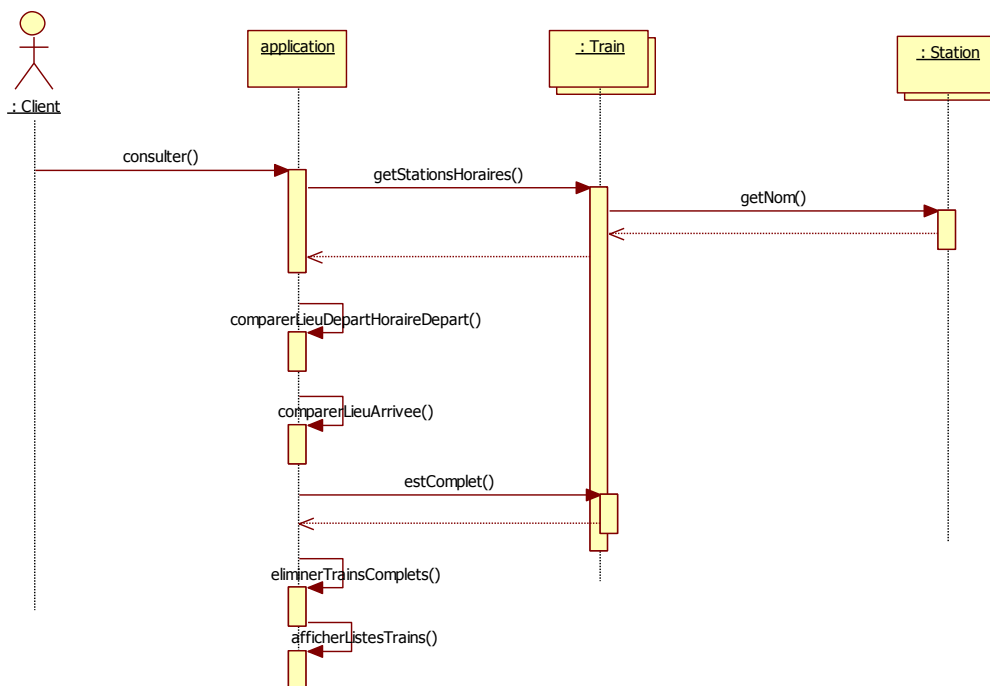 application
: Train
: Station
: Client
consulter()
getStationsHoraires()
getNom()
comparerLieuDepartHoraireDepart()
comparerLieuArrivee()
estComplet()
eliminerTrainsComplets()
afficherListesTrains()